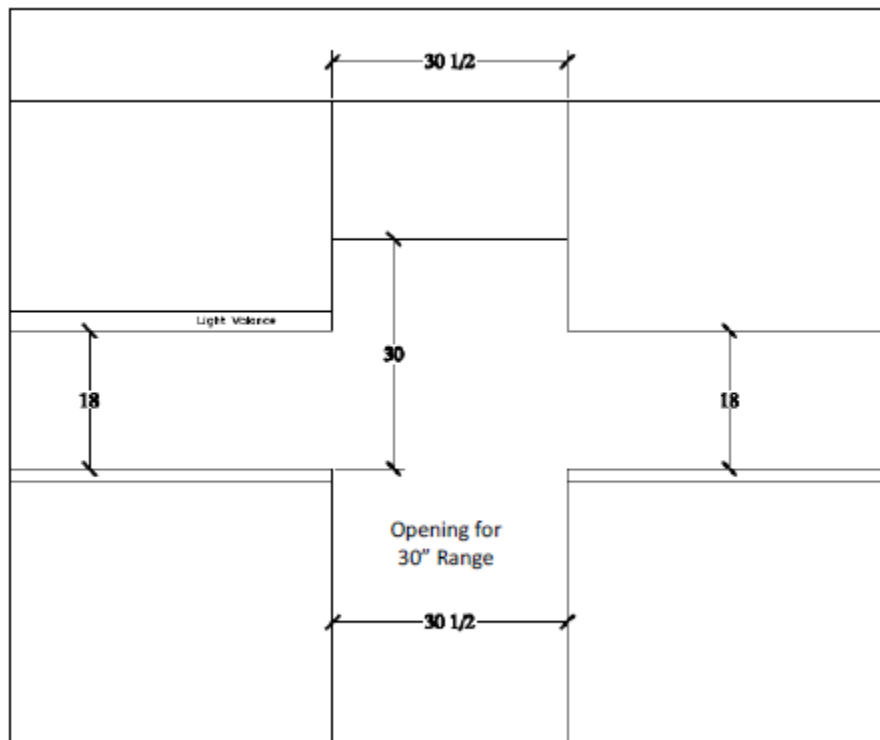 30 1/2
Light Valance
30
18
18
Opening for
30” Range
30 1/2